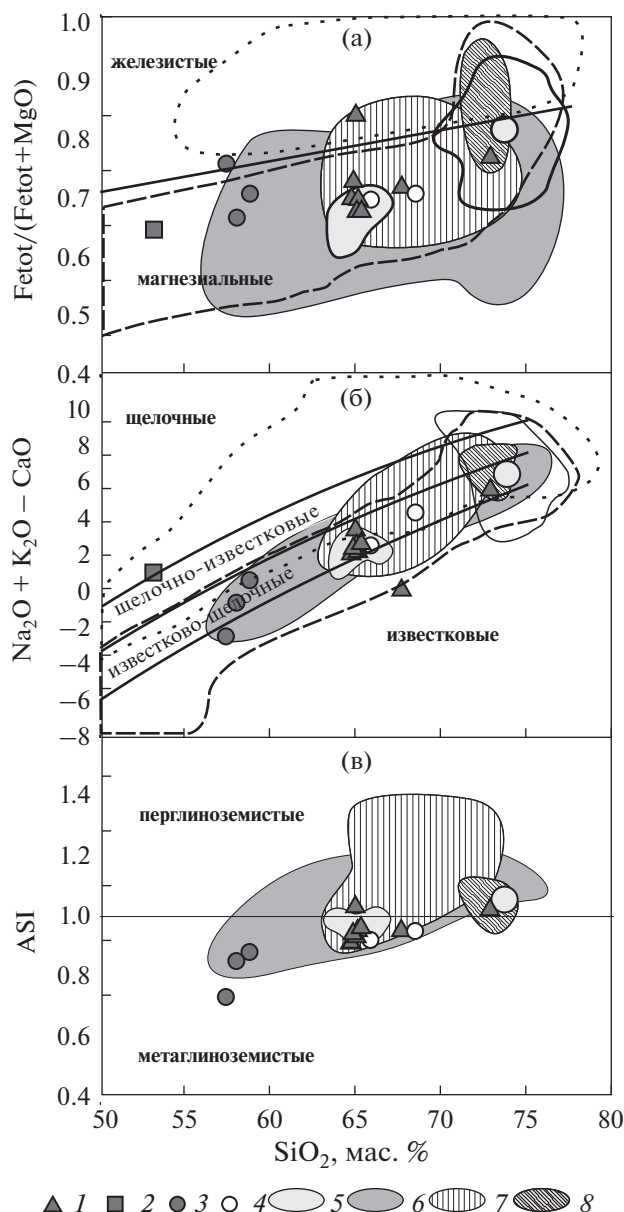 1.0
(а)
железистые
0.9
0.8
0.7
0.6
магнезиальные
0.5
Fetot/(Fetot+MgO)
0.4
(б)
щелочные
10
8
6
4
2
0
−2
−4
−6
−8
щелочно-известковые
известково-щелочные
известковые
Na₂O + K₂O − CaO
(в)
1.4
перглиноземистые
1.2
1.0
0.8
0.6
метаглиноземистые
0.4
ASI
50 55 60 65 70 75 80
SiO₂, мас. %
1 2 3 4 5 6 7 8